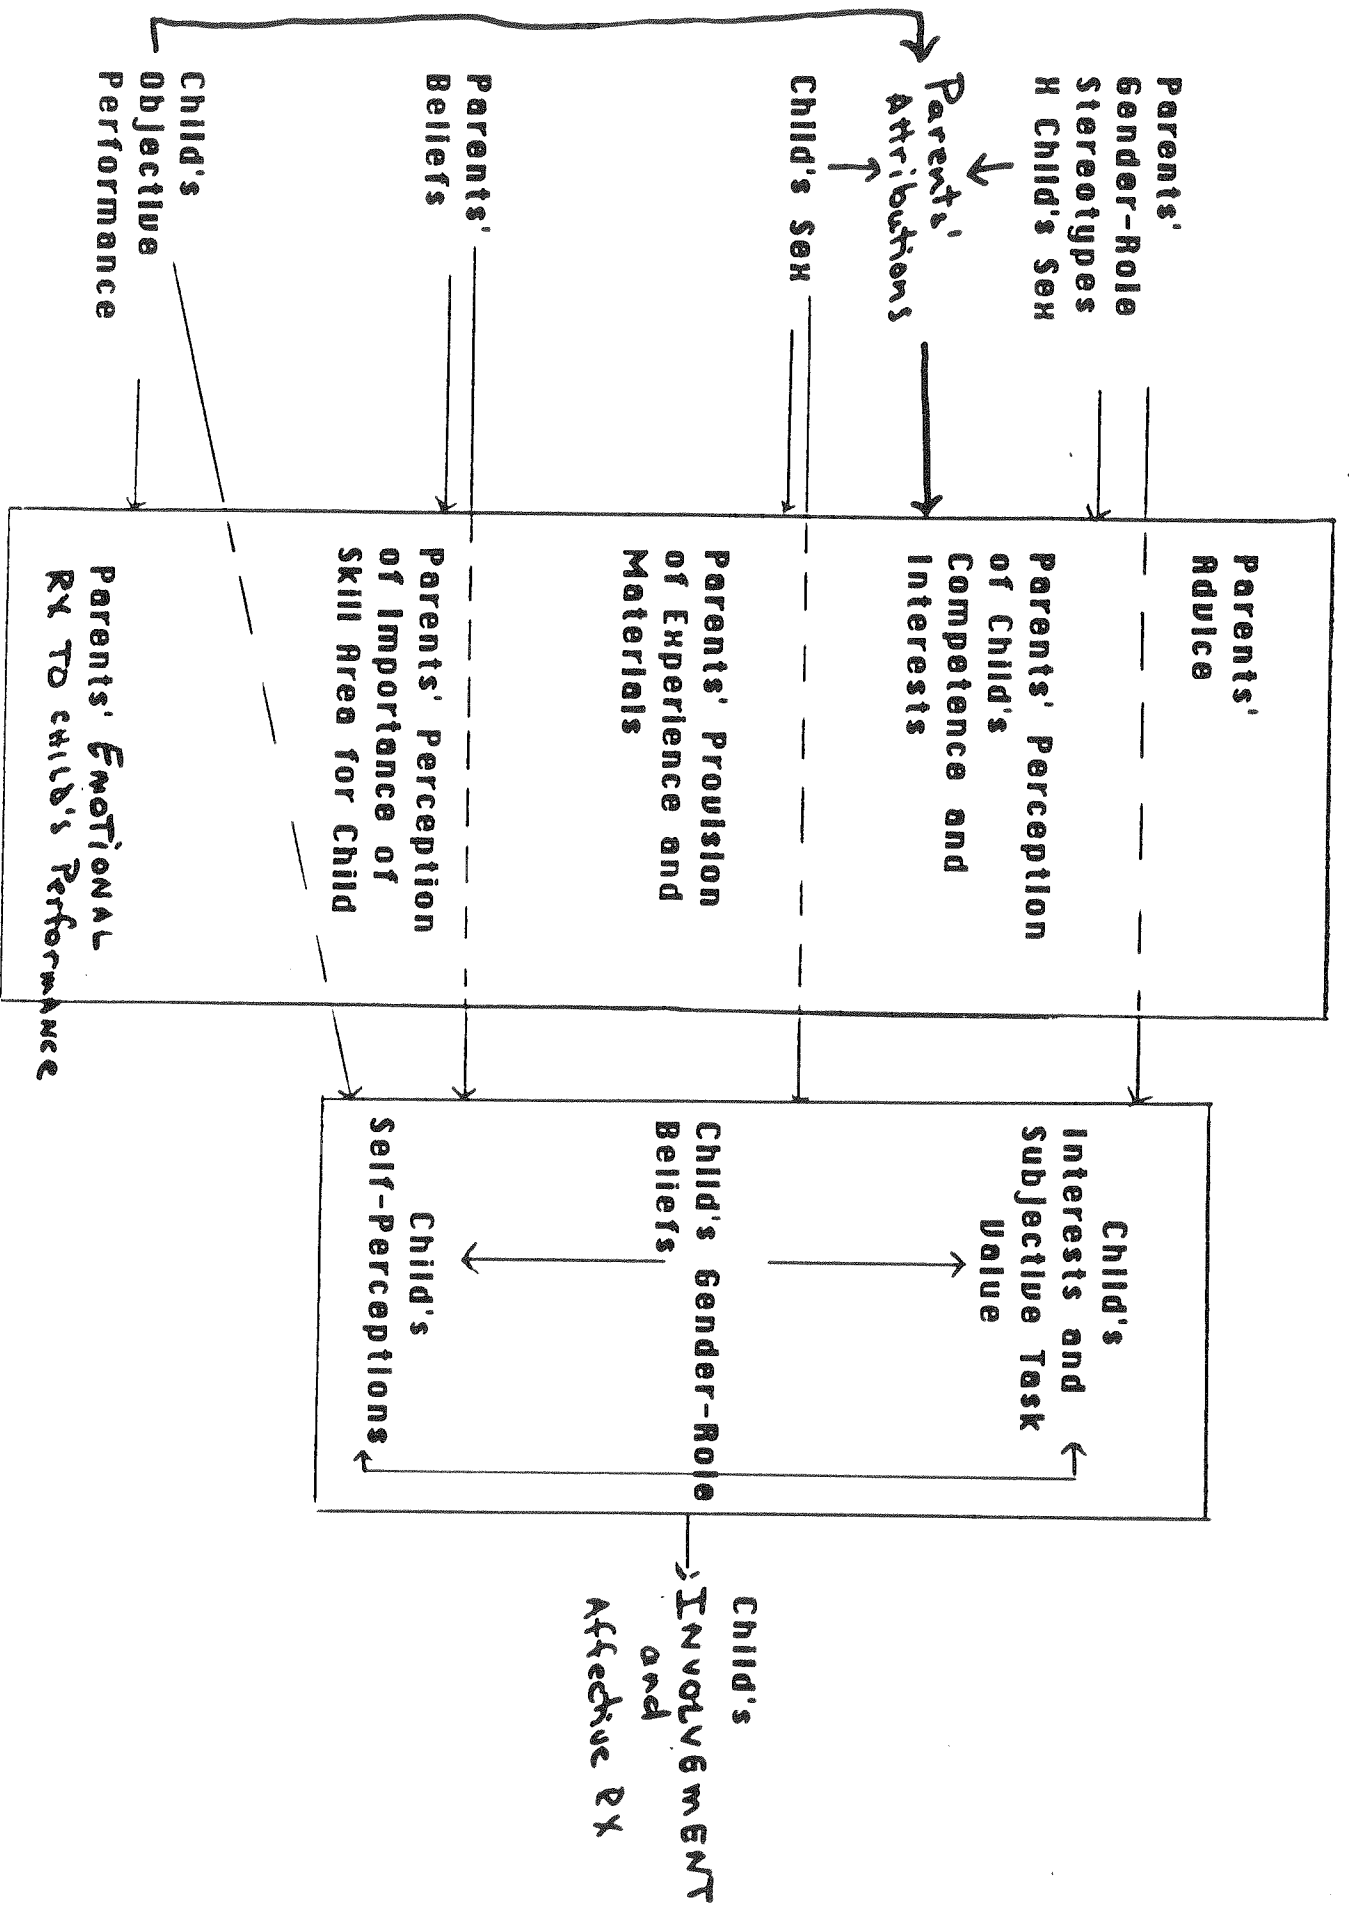 Parents'
Gender-Role
Stereotypes
X Child's Sex
Parents'
Attributions
Child's Sex
Parents'
Beliefs
Child's
Objective
Performance
Parents'
Advice
Parents' Perception
of Child's
Competence and
Interests
Parents' Provision
of Experience and
Materials
Parents' Perception
of Importance of
Skill Area for Child
Parents' EMOTIONAL
RX TO CHILD'S Performance
Child's
Interests and
Subjective Task
Value
Child's Gender-Role
Beliefs
Child's
Self-Perceptions
Child's
INVOLVEMENT
and
Affective RX